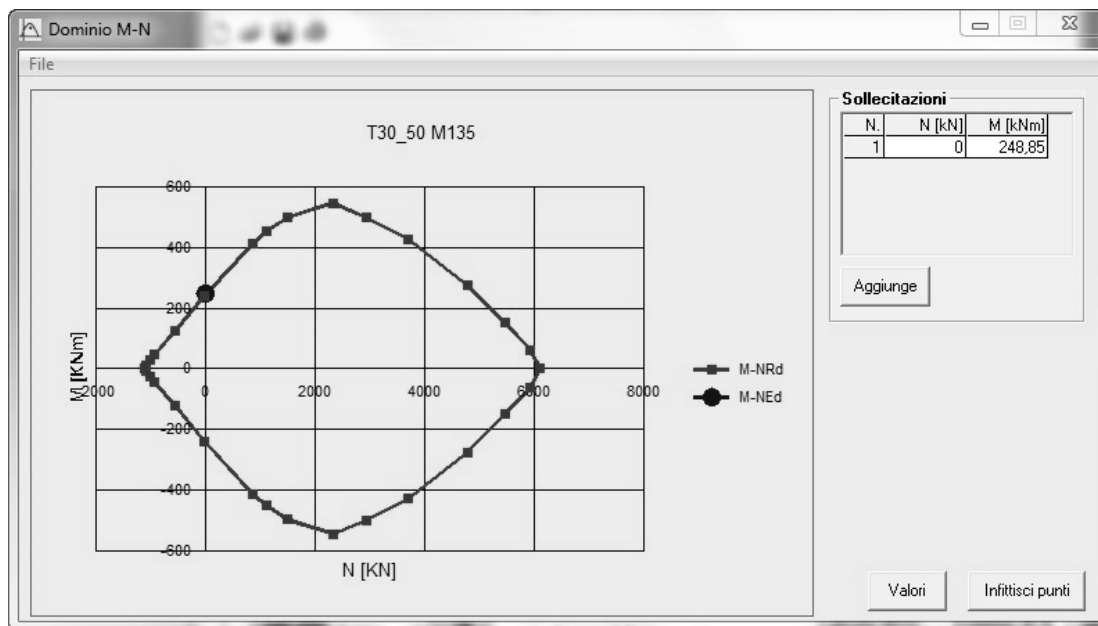 Dominio M-N
File
T30_50 M135
600
400
200
0
-200
-400
-600
M [KNm]
2000
0
2000
4000
6000
8000
N [KN]
M-NRd
M-NEd
Sollecitazioni
N. N [kN] M [kNm]
1 0 248,85
Aggiunge
Valori
Infittisci punti